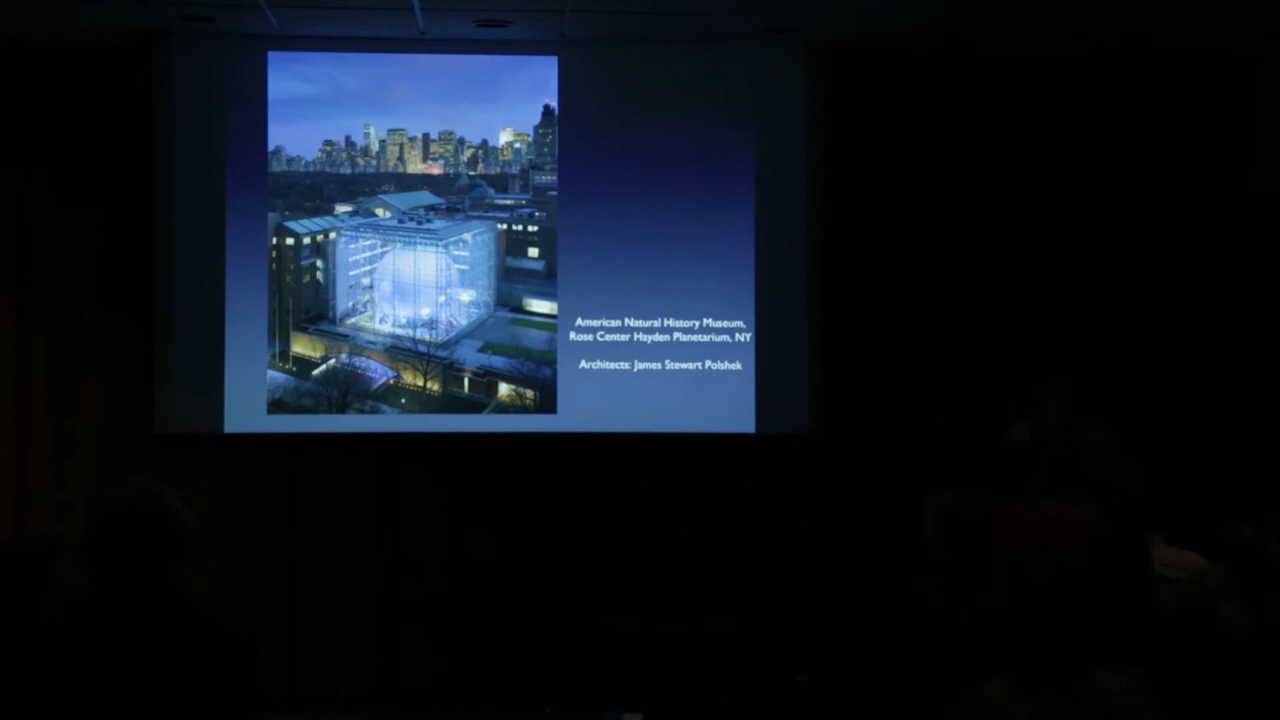 American Natural History Museum,
Rose Center Hayden Planetarium, NY
Architects: James Stewart Polshek